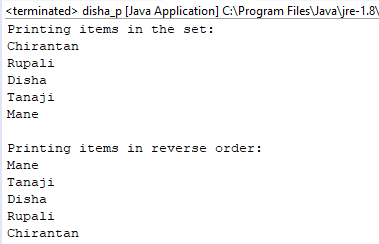 <terminated> disha_p [Java Application] C:\Program Files\Java\jre-1.8\
Printing items in the set:
Chirantan
Rupali
Disha
Tanaji
Mane
Printing items in reverse order:
Mane
Tanaji
Disha
Rupali
Chirantan